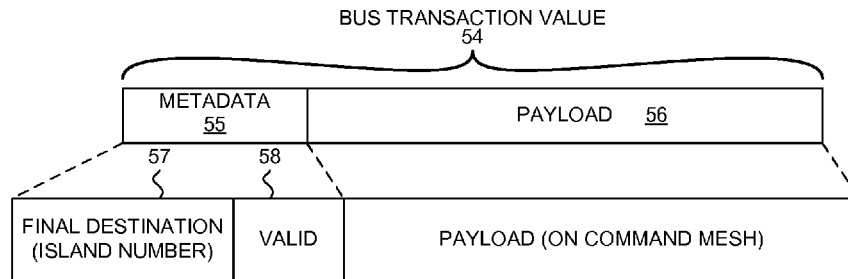 BUS TRANSACTION VALUE
54
METADATA
55
PAYLOAD 56
57 58
FINAL DESTINATION
(ISLAND NUMBER)
VALID
PAYLOAD (ON COMMAND MESH)